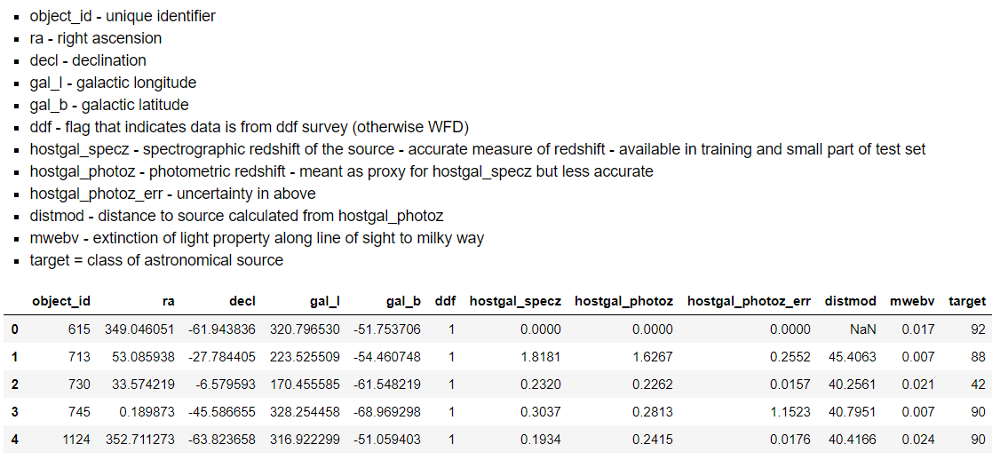 object_id - unique identifier
ra - right ascension
decl - declination
gal_l - galactic longitude
gal_b - galactic latitude
ddf - flag that indicates data is from ddf survey (otherwise WFD)
hostgal_specz - spectrographic redshift of the source - accurate measure of redshift - available in training and small part of test set
hostgal_photoz - photometric redshift - meant as proxy for hostgal_specz but less accurate
hostgal_photoz_err - uncertainty in above
distmod - distance to source calculated from hostgal_photoz
mwebv - extinction of light property along line of sight to milky way
target = class of astronomical source
object_id ra decl gal_l gal_b ddf hostgal_specz hostgal_photoz hostgal_photoz_err distmod mwebv target
0 615 349.046051 -61.943836 320.796530 -51.753706 1 0.0000 0.0000 0.0000 NaN 0.017 92
1 713 53.085938 -27.784405 223.525509 -54.460748 1 1.8181 1.6267 0.2552 45.4063 0.007 88
2 730 33.574219 -6.579593 170.455585 -61.548219 1 0.2320 0.2262 0.0157 40.2561 0.021 42
3 745 0.189873 -45.586655 328.254458 -68.969298 1 0.3037 0.2813 1.1523 40.7951 0.007 90
4 1124 352.711273 -63.823658 316.922299 -51.059403 1 0.1934 0.2415 0.0176 40.4166 0.024 90